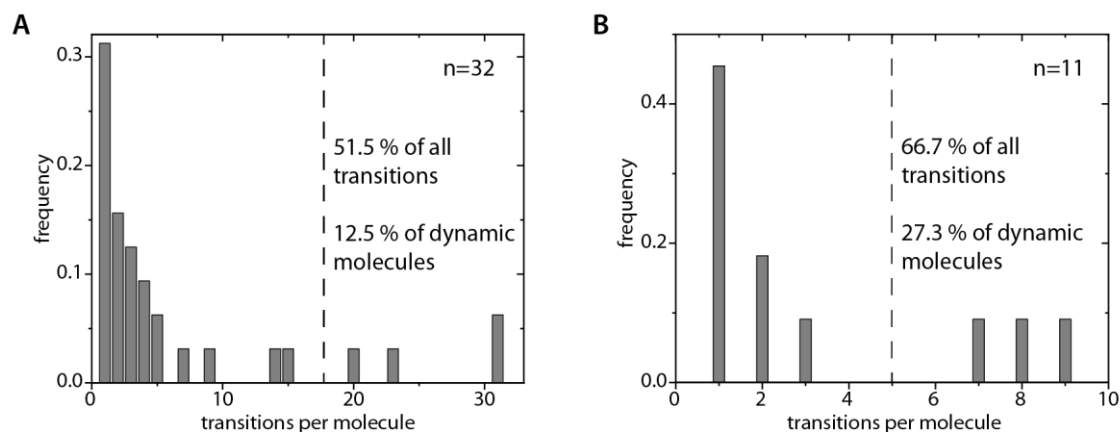 A
0.3
0.2
0.1
0.0
frequency
n=32
51.5 % of all
transitions
12.5 % of dynamic
molecules
0
10
20
30
transitions per molecule
B
0.4
0.2
0.0
frequency
n=11
66.7 % of all
transitions
27.3 % of dynamic
molecules
0
2
4
6
8
10
transitions per molecule